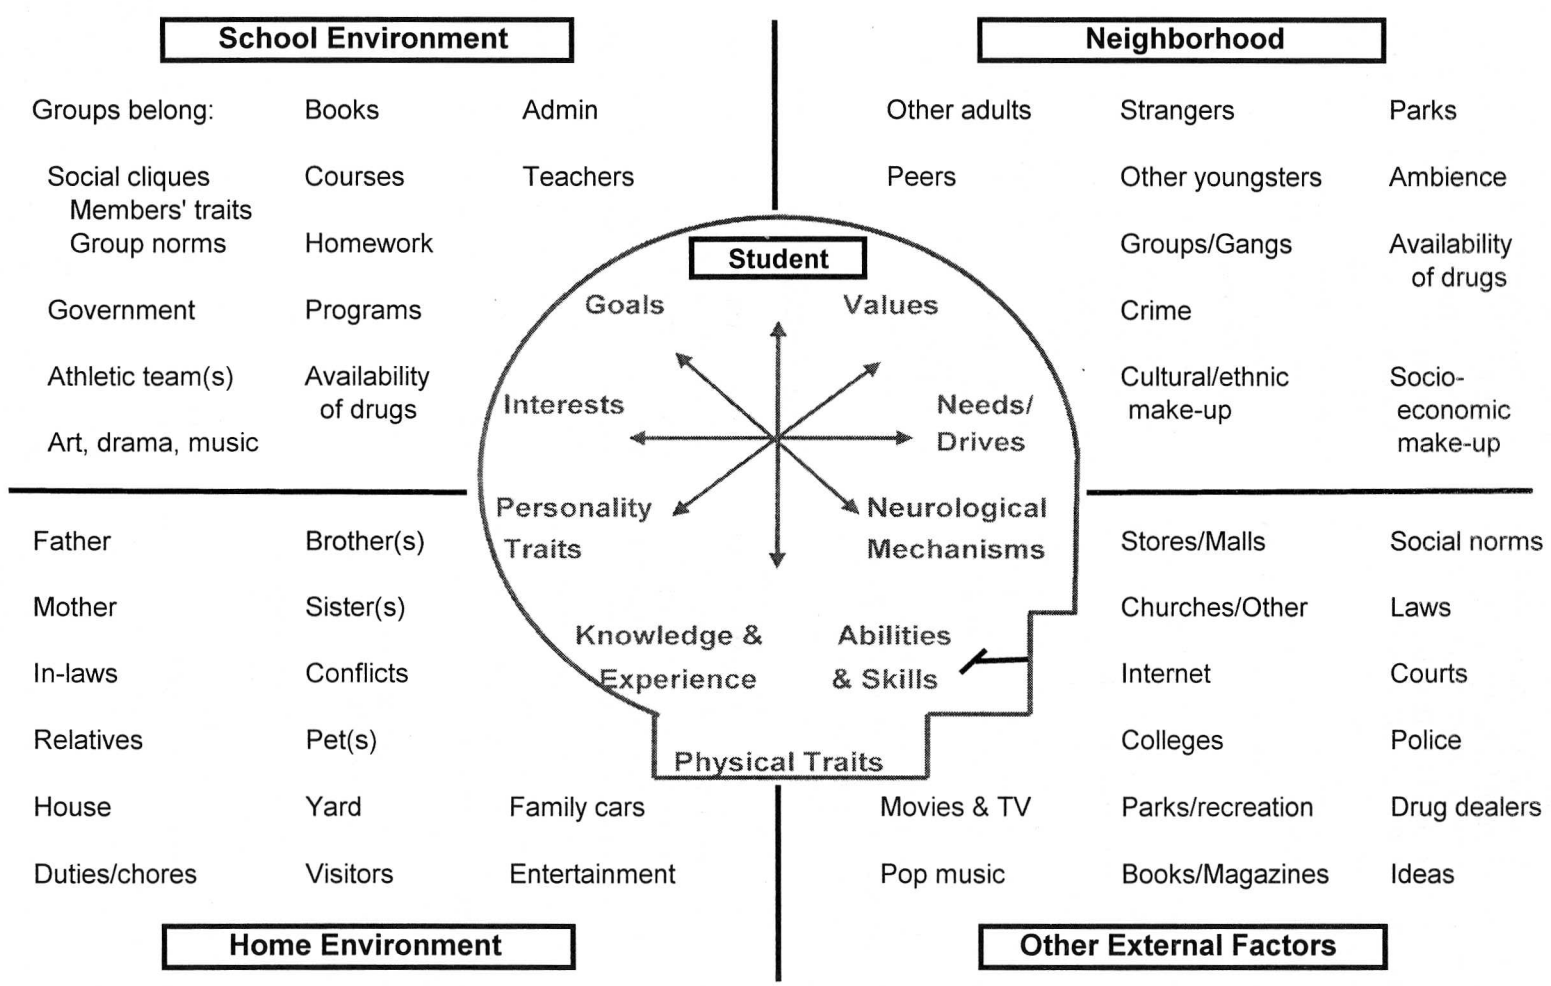 School Environment
Groups belong:
Social cliques
Members' traits
Group norms
Government
Athletic team(s)
Art, drama, music
Books
Courses
Homework
Programs
Availability
of drugs
Admin
Teachers
Neighborhood
Other adults
Peers
Strangers
Other youngsters
Groups/Gangs
Crime
Cultural/ethnic
make-up
Parks
Ambience
Availability
of drugs
Socio-
economic
make-up
Student
Goals
Values
Interests
Needs/
Drives
Personality
Traits
Neurological
Mechanisms
Knowledge &
Experience
Abilities
& Skills
Physical Traits
Father
Mother
In-laws
Relatives
House
Duties/chores
Brother(s)
Sister(s)
Conflicts
Pet(s)
Yard
Visitors
Family cars
Entertainment
Home Environment
Movies & TV
Pop music
Stores/Malls
Churches/Other
Internet
Colleges
Parks/recreation
Books/Magazines
Social norms
Laws
Courts
Police
Drug dealers
Ideas
Other External Factors